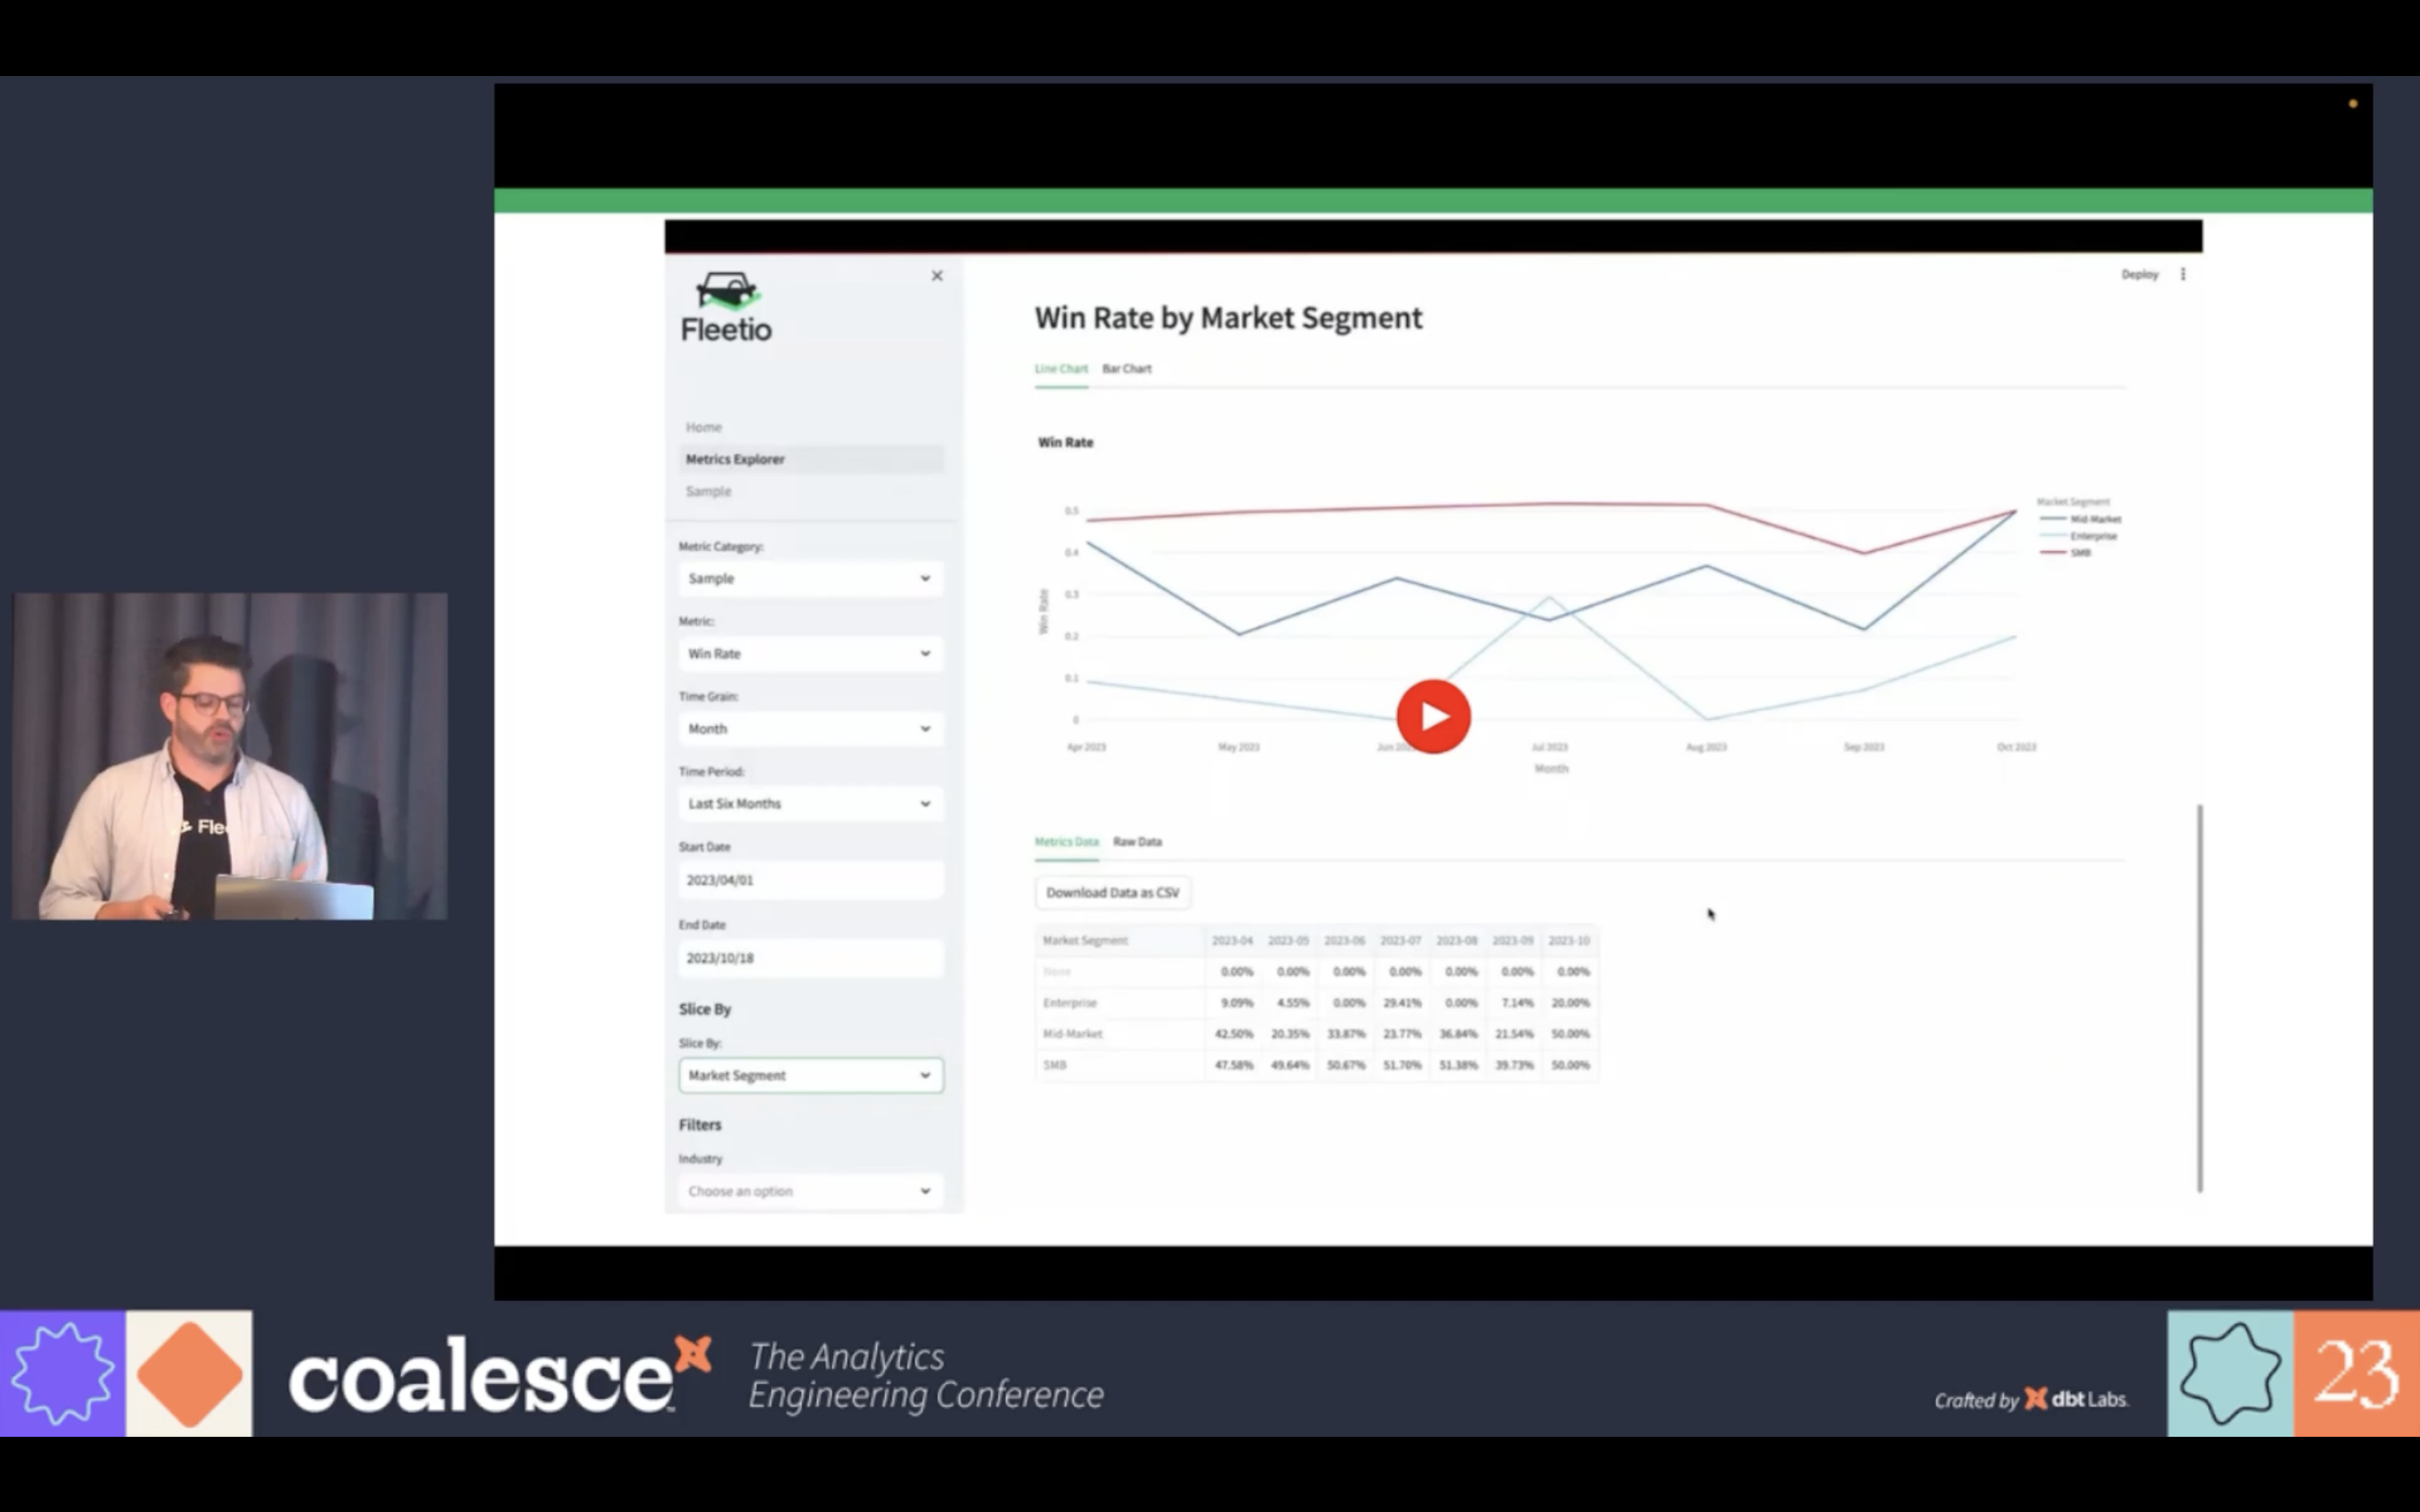 Fleetio
Home
Metrics Explorer
Sample
Metric Category:
Sample
Metric:
Win Rate
Time Grain:
Month
Time Period:
Last Six Months
Start Date
2023/04/01
End Date
2023/10/18
Slice By
Slice By:
Market Segment
Filters
Industry
Choose an option
Deploy
Win Rate by Market Segment
Line Chart Bar Chart
Win Rate
Market Segment
Mid-Market
Enterprise
SMB
0.5
0.4
0.3
0.2
0.1
0
Win Rate
Apr 2023 May 2023 Jun Jul 2023 Aug 2023 Sep 2023 Oct 2023
Month
Metrics Data Raw Data
Download Data as CSV
Market Segment 2023-04 2023-05 2023-06 2023-07 2023-08 2023-09 2023-10
None 0.00% 0.00% 0.00% 0.00% 0.00% 0.00% 0.00%
Enterprise 9.09% 4.55% 0.00% 29.41% 0.00% 7.14% 20.00%
Mid-Market 42.50% 20.35% 33.87% 23.77% 36.84% 21.54% 50.00%
SMB 47.58% 49.64% 50.67% 51.70% 51.38% 39.73% 50.00%
Flee
coalesce
The Analytics
Engineering Conference
Crafted by dbt Labs.
23